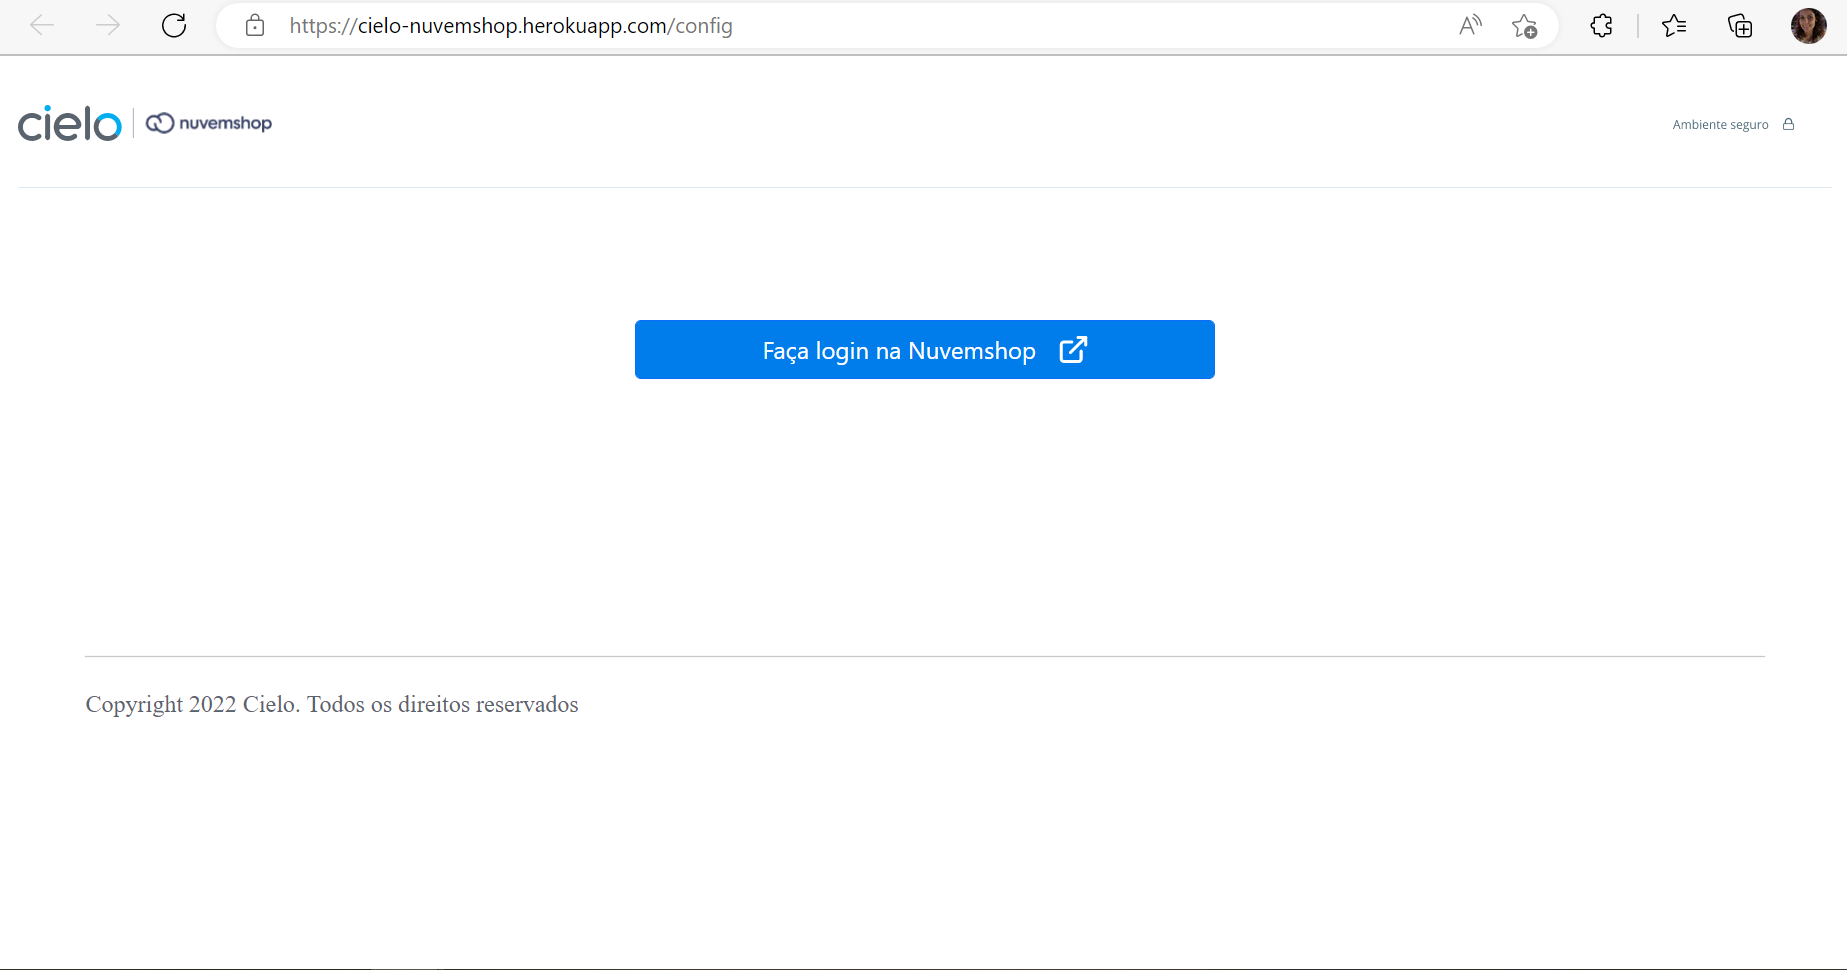 https://cielo-nuvemshop.herokuapp.com/config
cielo nuvemshop
Ambiente seguro
Faça login na Nuvemshop
Copyright 2022 Cielo. Todos os direitos reservados